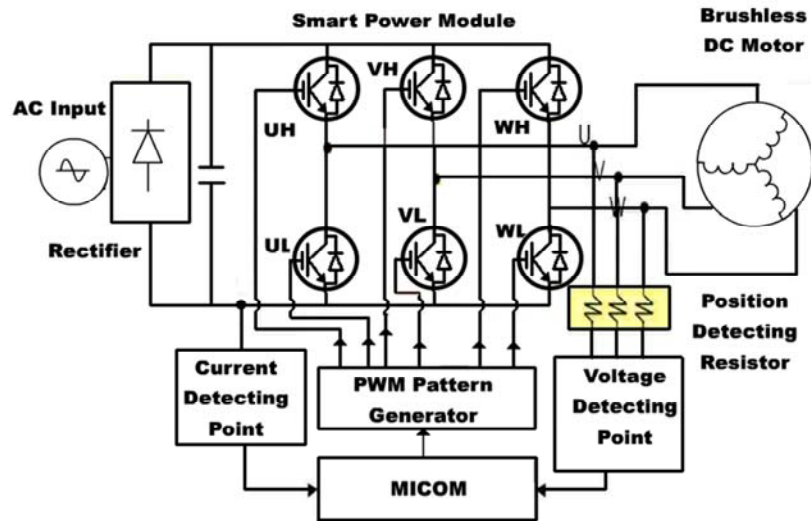 Smart Power Module
Brushless
DC Motor
AC Input
Rectifier
UH
VH
WH
UL
VL
WL
U
V
W
Position
Detecting
Resistor
Current
Detecting
Point
PWM Pattern
Generator
Voltage
Detecting
Point
MICOM